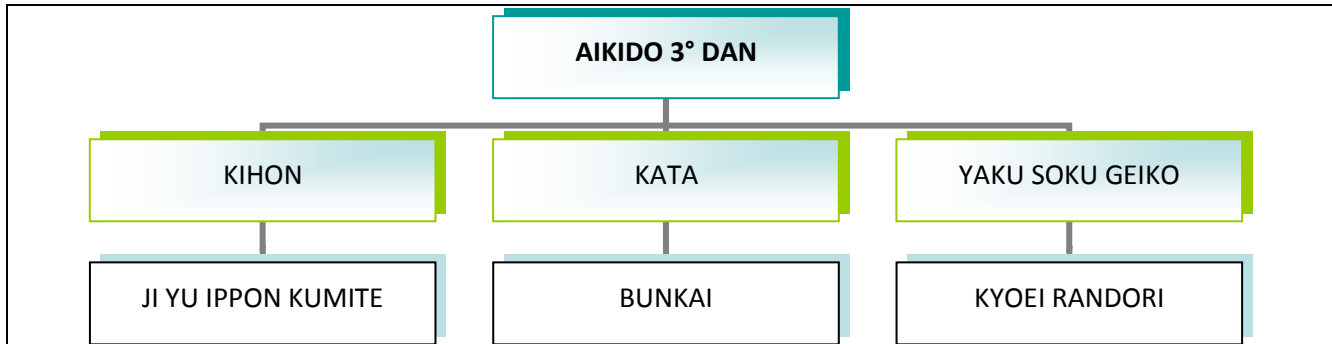 AIKIDO 3° DAN
KIHON
KATA
YAKU SOKU GEIKO
JI YU IPPON KUMITE
BUNKAI
KYOEI RANDORI